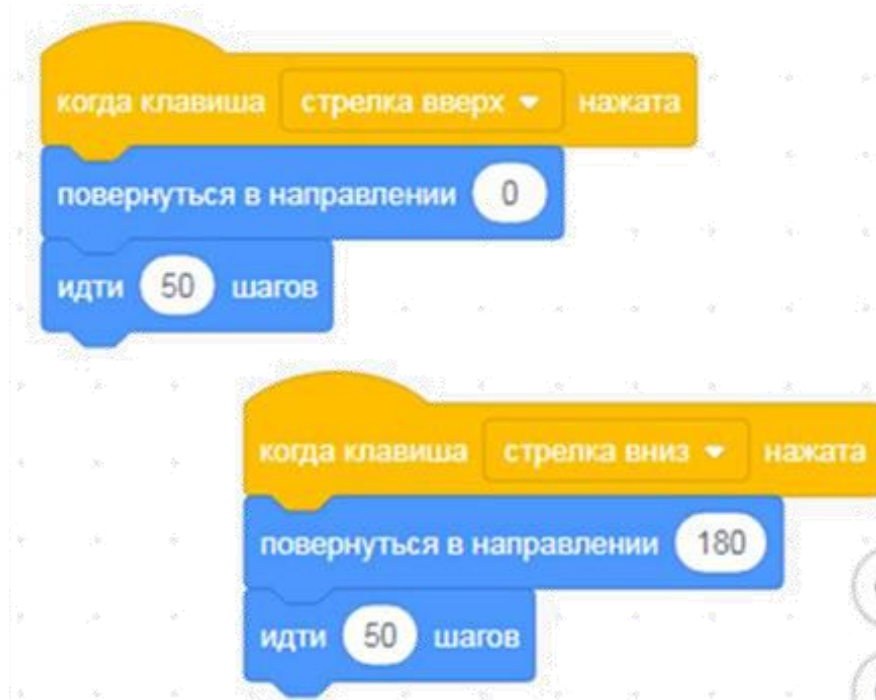 когда клавиша стрелка вверх нажата
повернуться в направлении 0
идти 50 шагов
когда клавиша стрелка вниз нажата
повернуться в направлении 180
идти 50 шагов